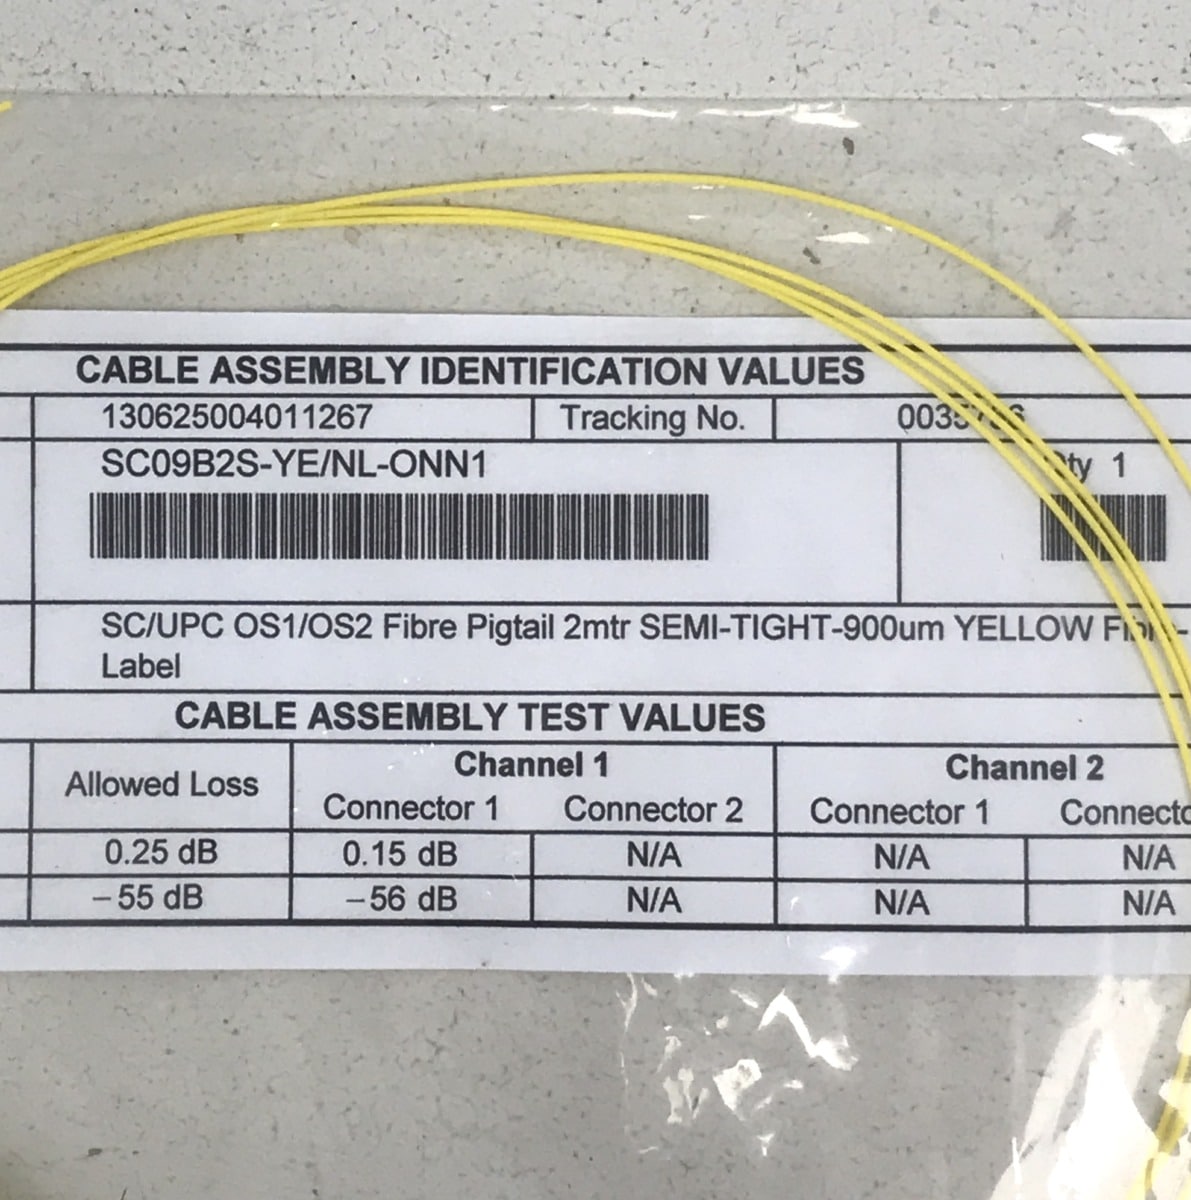 CABLE ASSEMBLY IDENTIFICATION VALUES
130625004011267 Tracking No.
SC09B2S-YE/NL-ONN1 Qty 1
SC/UPC OS1/OS2 Fibre Pigtail 2mtr SEMI-TIGHT-900um YELLOW
Label
CABLE ASSEMBLY TEST VALUES
Channel 1 Channel 2
Allowed Loss Connector 1 Connector 2 Connector 1
0.25 dB 0.15 dB N/A N/A N/A
-55 dB -56 dB N/A N/A N/A